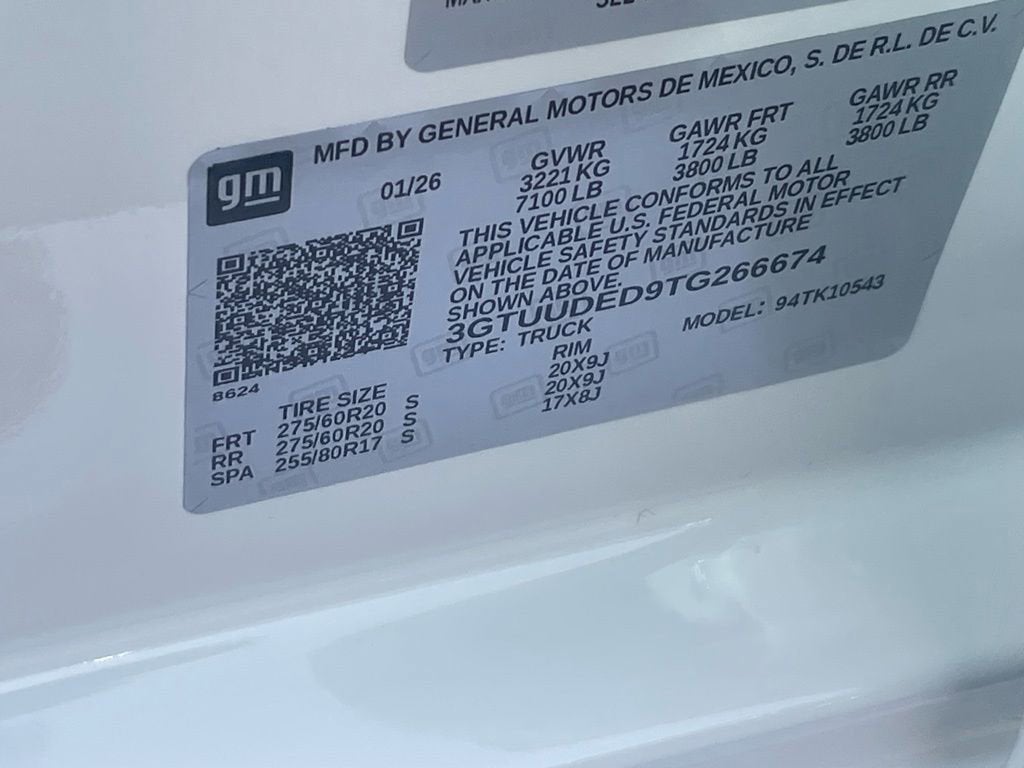 MFD BY GENERAL MOTORS DE MEXICO, S. DE R.L. DE C.V.
gm
01/26
GVWR GAWR FRT GAWR RR
3221 KG 1724 KG 1724 KG
7100 LB 3800 LB 3800 LB
THIS VEHICLE CONFORMS TO ALL
APPLICABLE U.S. FEDERAL MOTOR
VEHICLE SAFETY STANDARDS IN EFFECT
ON THE DATE OF MANUFACTURE
SHOWN ABOVE.
3GTUUDED9TG266674
TYPE: TRUCK MODEL: 94TK10543
8624
TIRE SIZE RIM
FRT 275/60R20 S 20X9J
RR 275/60R20 S 20X9J
SPA 255/80R17 S 17X8J